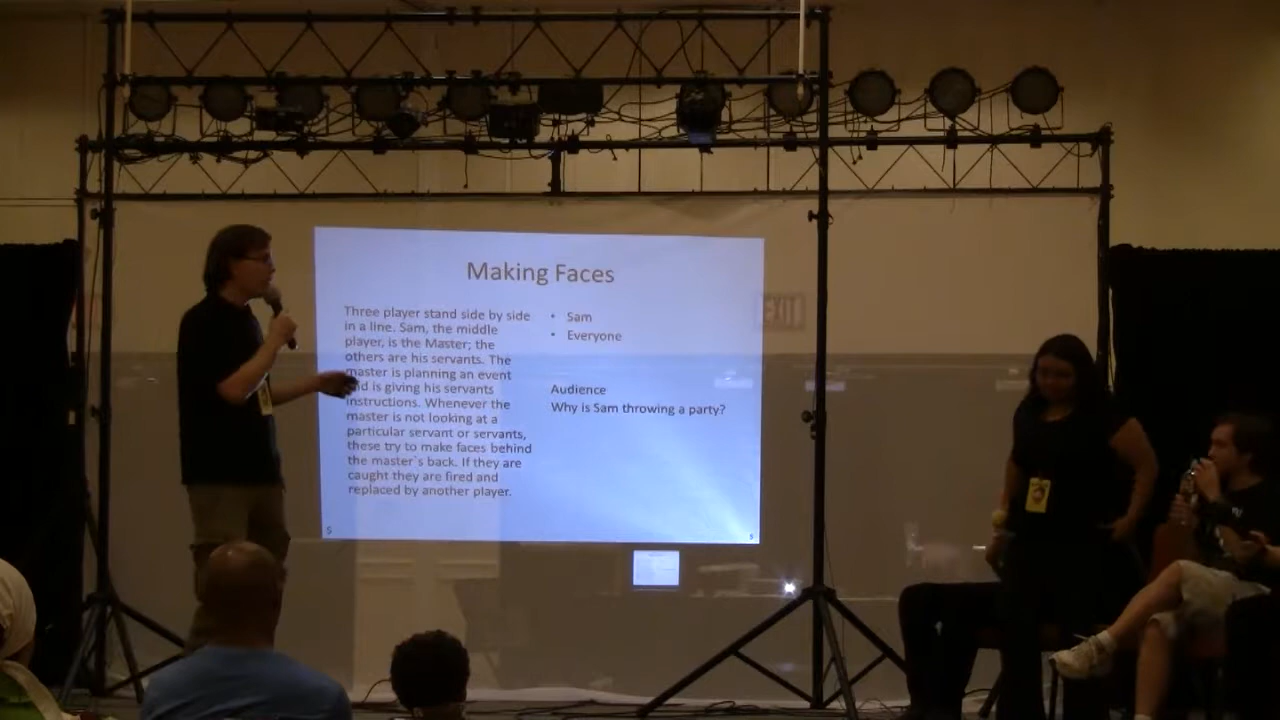 Making Faces
Three player stand side by side
in a line. Sam, the middle
player, is the Master; the
others are his servants. The
master is planning an event
and is giving his servants
instructions. Whenever the
master is not looking at a
particular servant or servants,
these try to make faces behind
the master`s back. If they are
caught they are fired and
replaced by another player.
• Sam
• Everyone
Audience
Why is Sam throwing a party?
5
5
EXIT